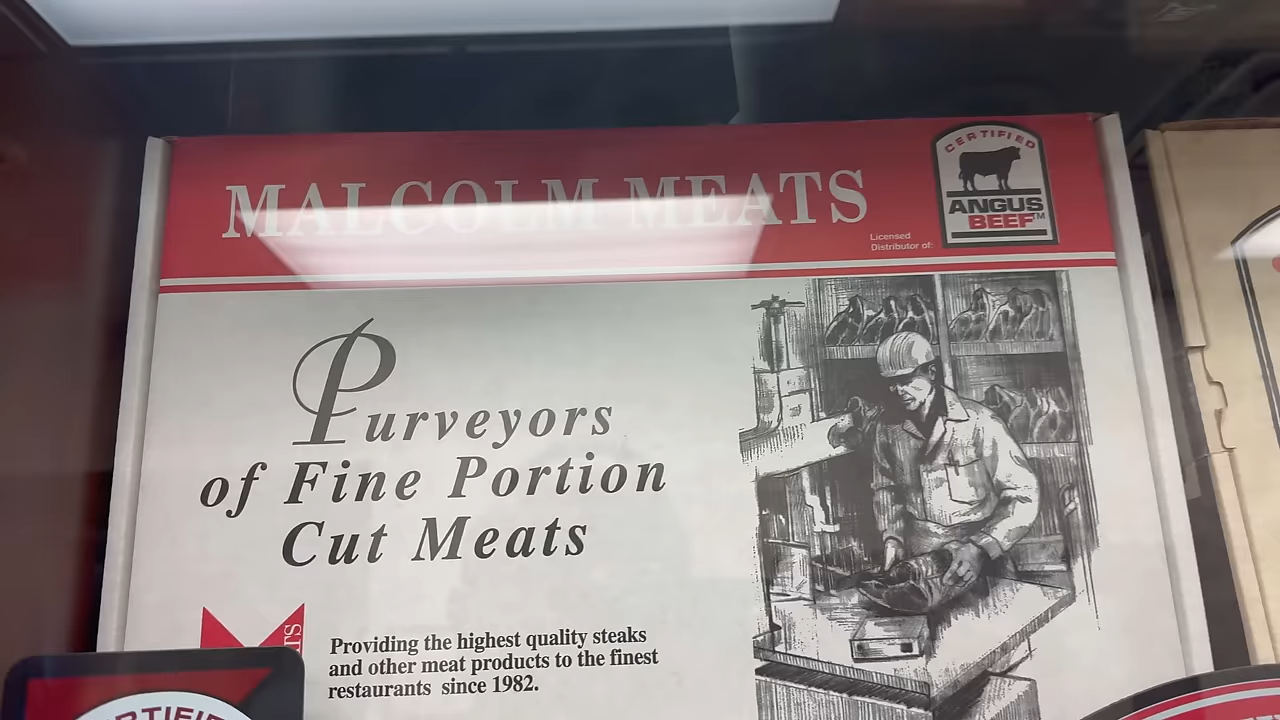 MALCOLM MEATS
CERTIFIED
ANGUS
BEEF™
Licensed
Distributor of:
Purveyors
of Fine Portion
Cut Meats
Providing the highest quality steaks
and other meat products to the finest
restaurants since 1982.